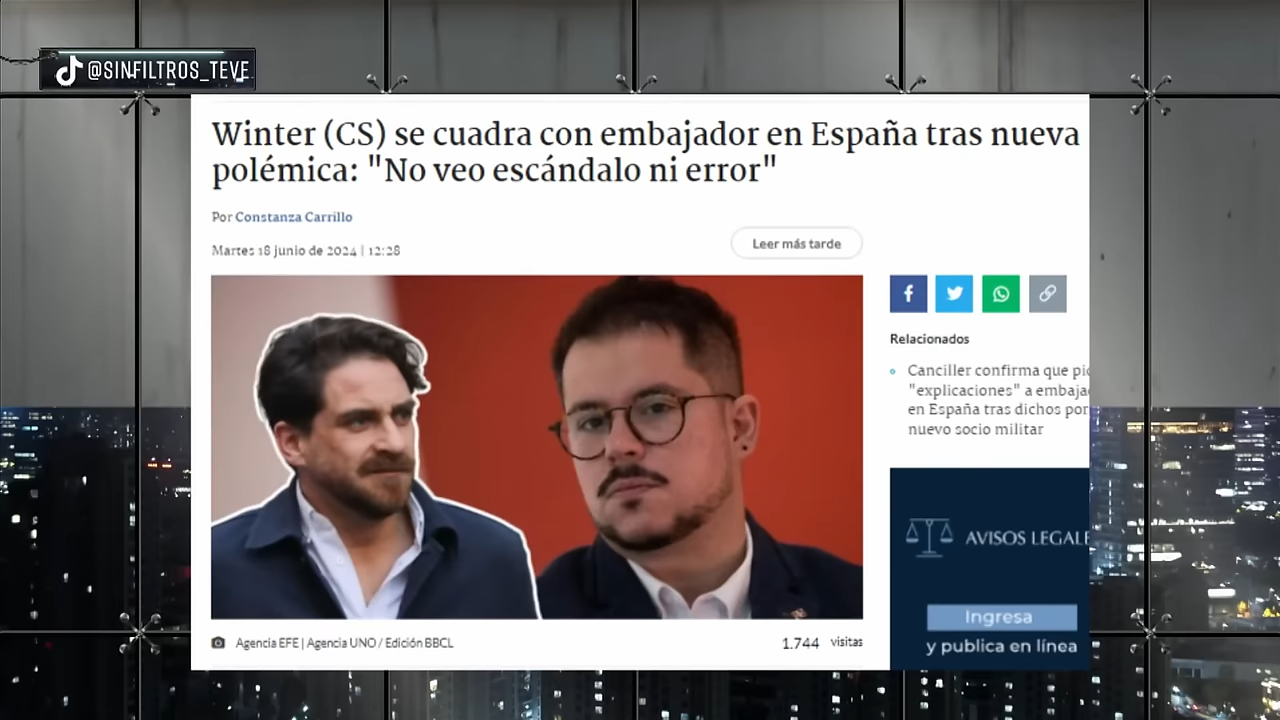 @SINFILTROS_TEVE
Winter (CS) se cuadra con embajador en España tras nueva
polémica: "No veo escándalo ni error"
Por Constanza Carrillo
Martes 18 junio de 2024 | 12:28
Leer más tarde
Relacionados
Canciller confirma que
"explicaciones" a
en España tras dichos por
nuevo socio militar
AVISOS
Ingresa
y publica en línea
Agencia EFE | Agencia UNO / Edición BBCL
1.744 visitas